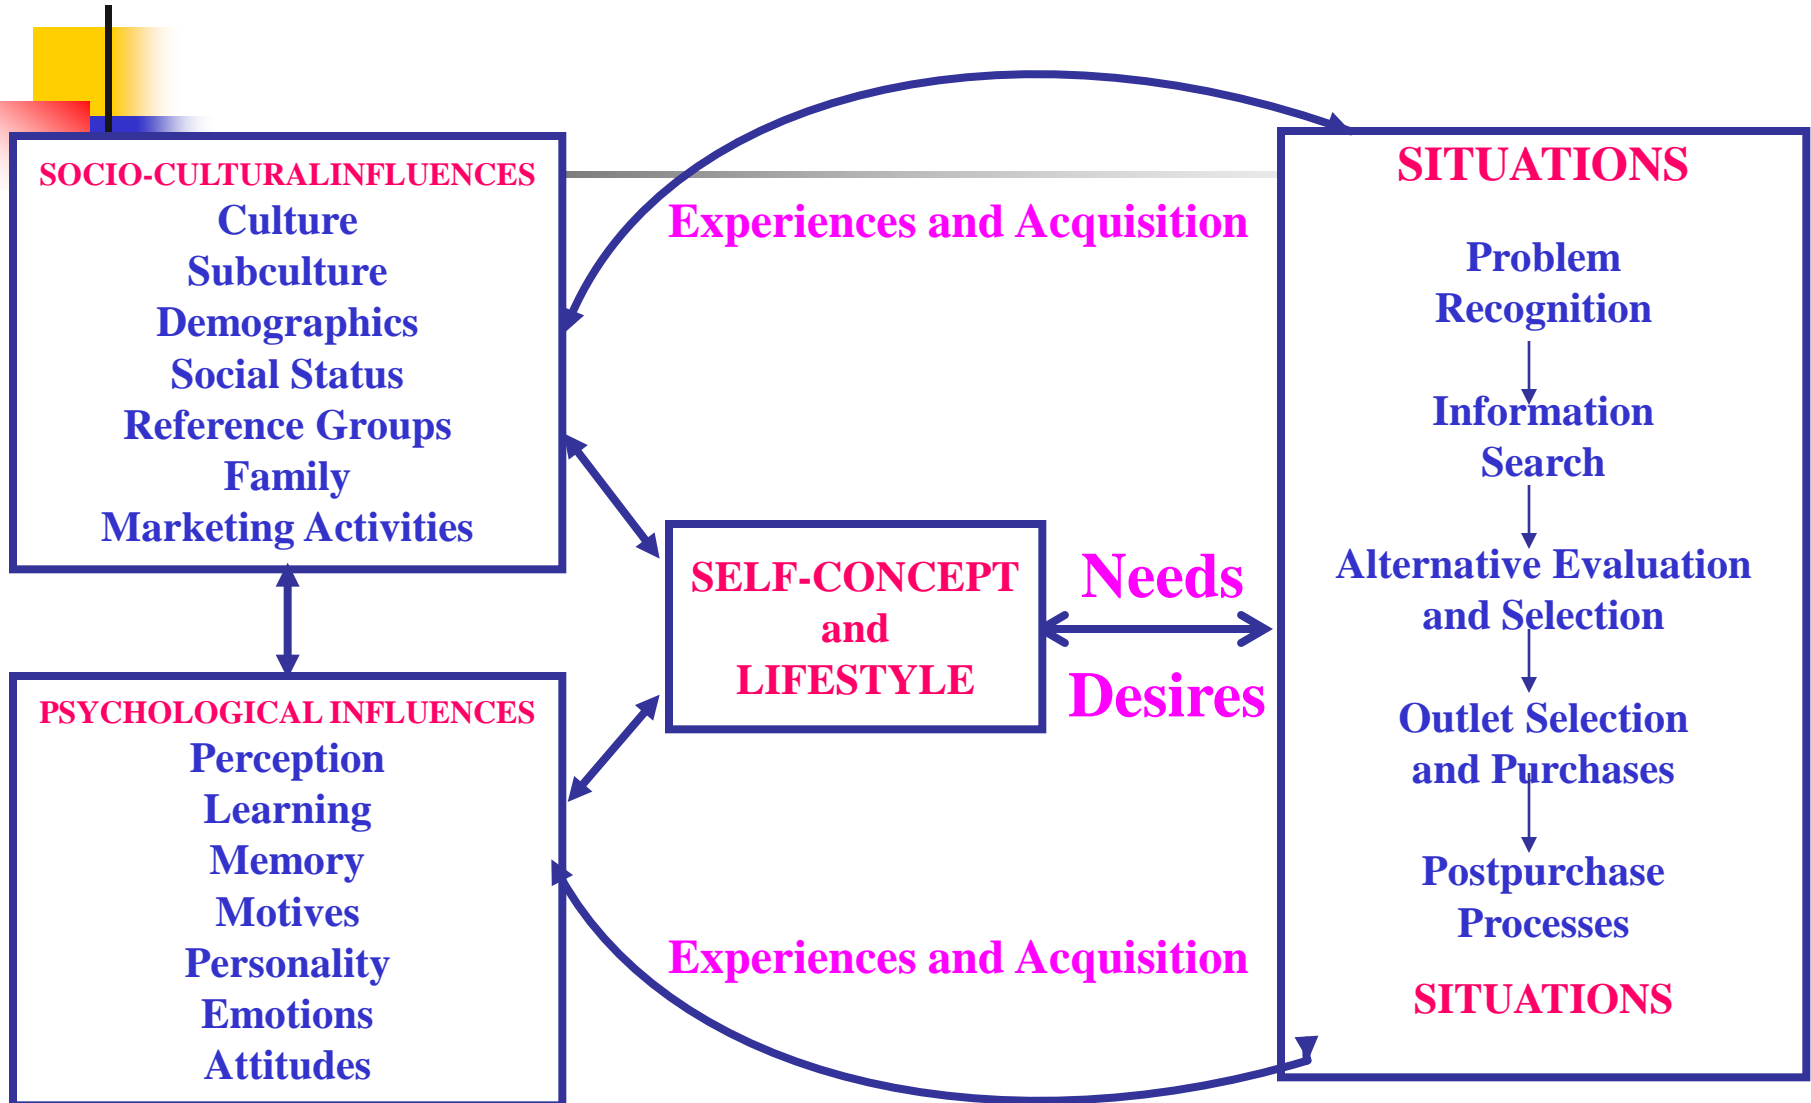 SOCIO-CULTURALINFLUENCES
Culture
Subculture
Demographics
Social Status
Reference Groups
Family
Marketing Activities
PSYCHOLOGICAL INFLUENCES
Perception
Learning
Memory
Motives
Personality
Emotions
Attitudes
Experiences and Acquisition
SELF-CONCEPT
and
LIFESTYLE
Needs
Desires
Experiences and Acquisition
SITUATIONS
Problem
Recognition
Information
Search
Alternative Evaluation
and Selection
Outlet Selection
and Purchases
Postpurchase
Processes
SITUATIONS